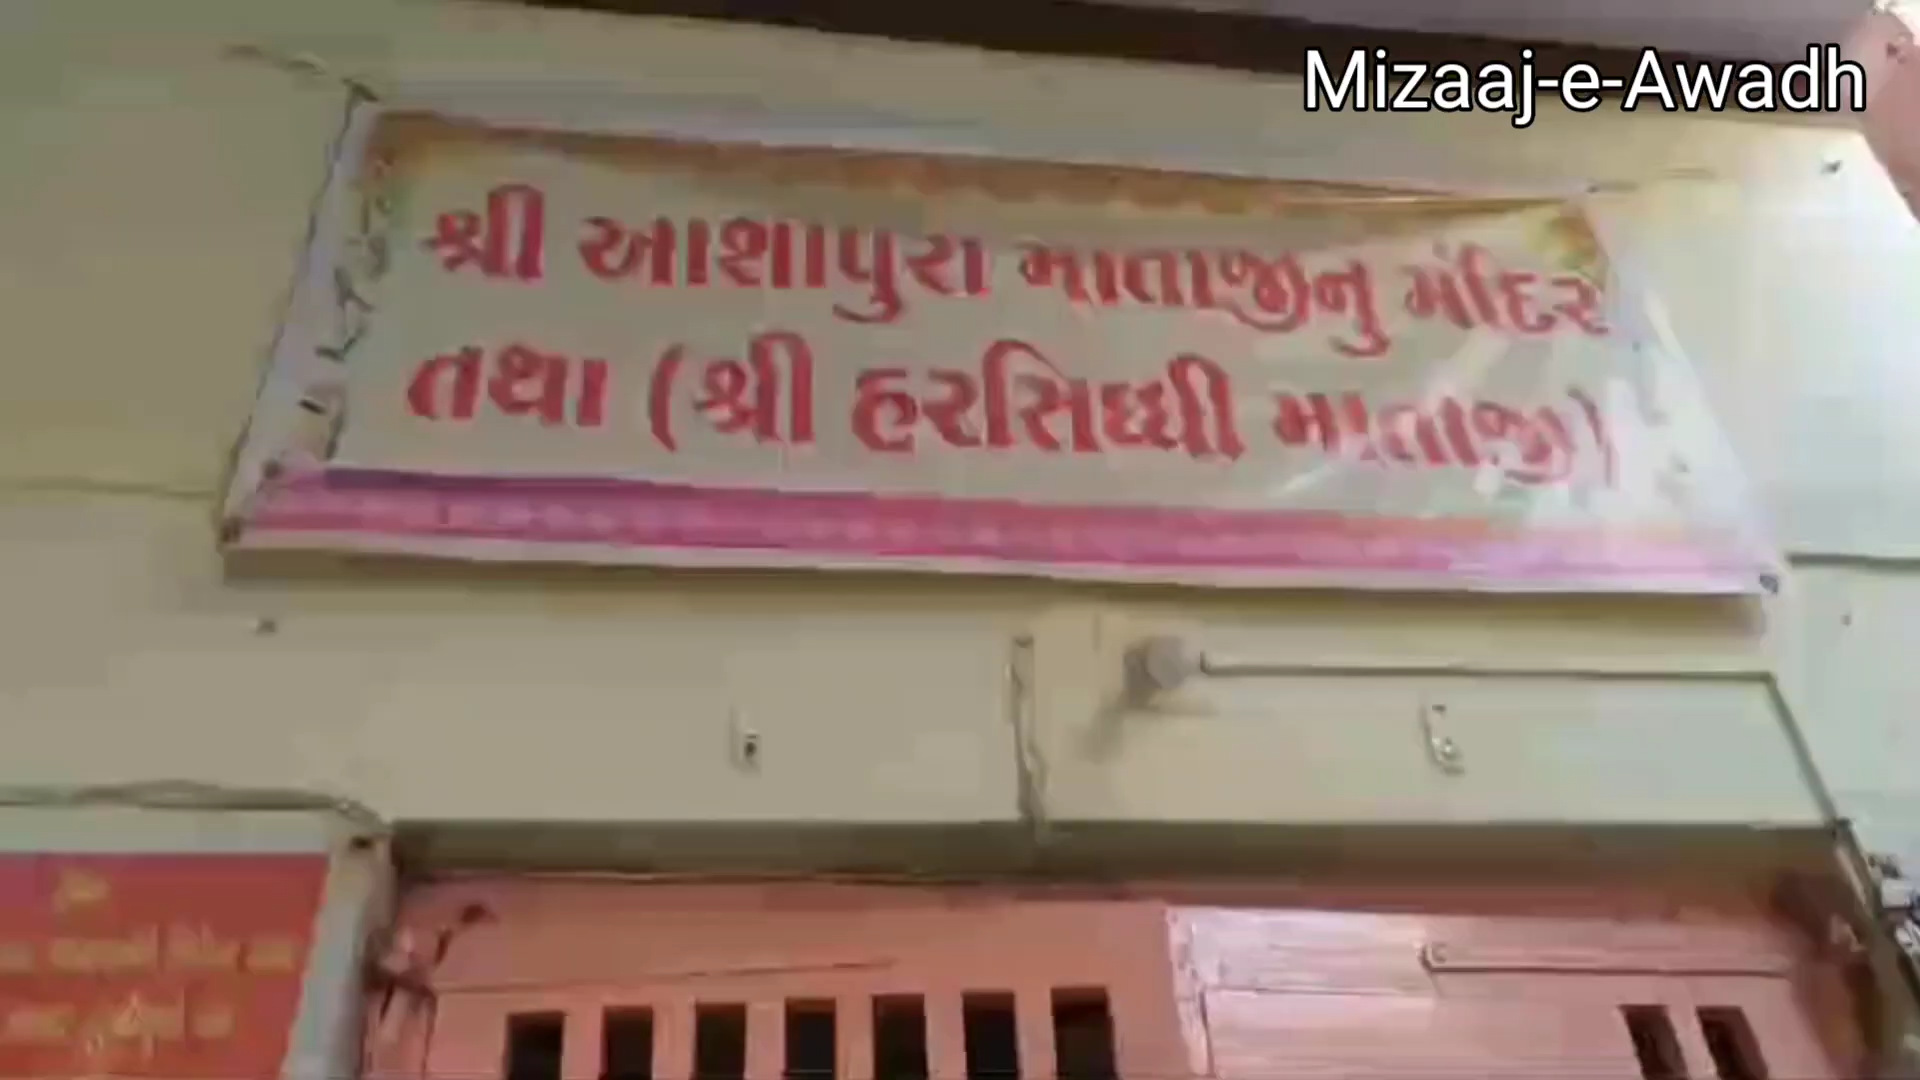 Mizaaj-e-Awadh
શ્રી આશાપુરા માતાજીનુ મંદિર
તથા (શ્રી હરસિધ્ધી માતાજી)